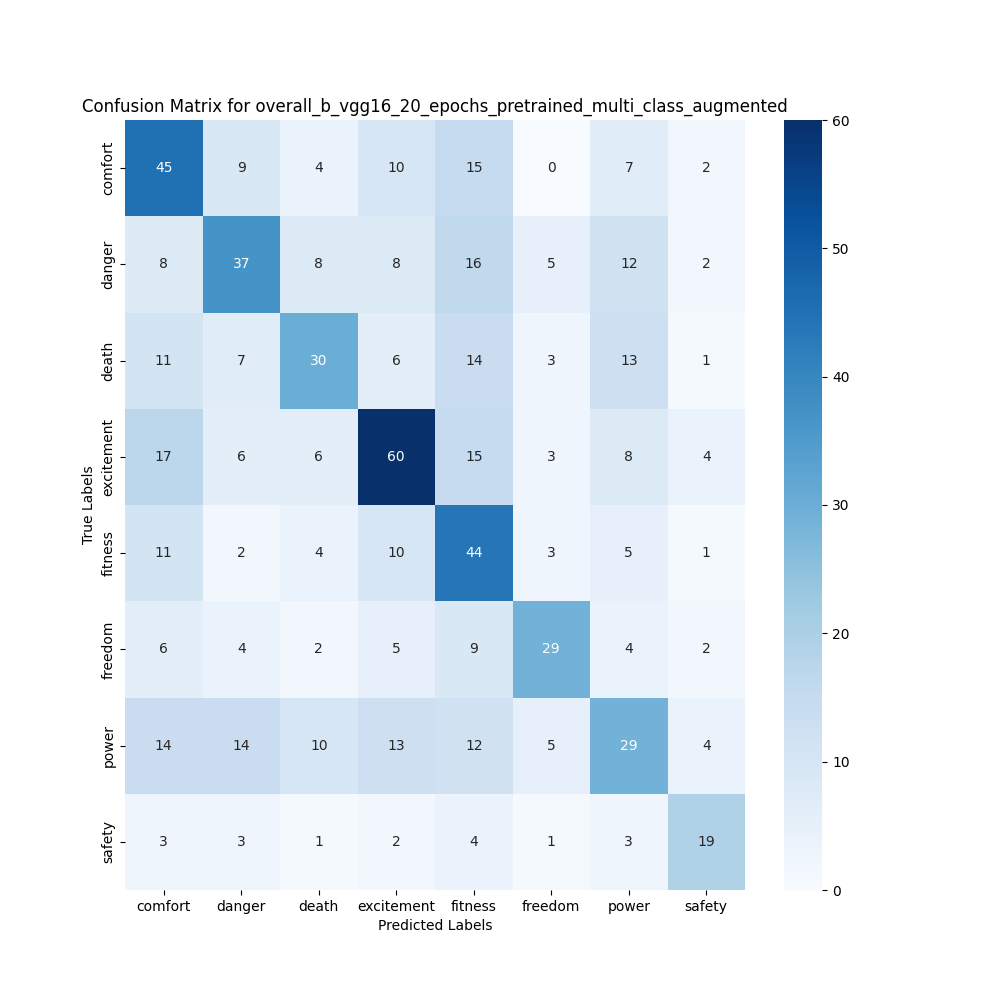 Confusion Matrix for overall_b_vgg16_20_epochs_pretrained_multi_class_augmented
True Labels
comfort 45 9 4 10 15 0 7 2
danger 8 37 8 8 16 5 12 2
death 11 7 30 6 14 3 13 1
excitement 17 6 6 60 15 3 8 4
fitness 11 2 4 10 44 3 5 1
freedom 6 4 2 5 9 29 4 2
power 14 14 10 13 12 5 29 4
safety 3 3 1 2 4 1 3 19
comfort danger death excitement fitness freedom power safety
Predicted Labels
60
50
40
30
20
10
0